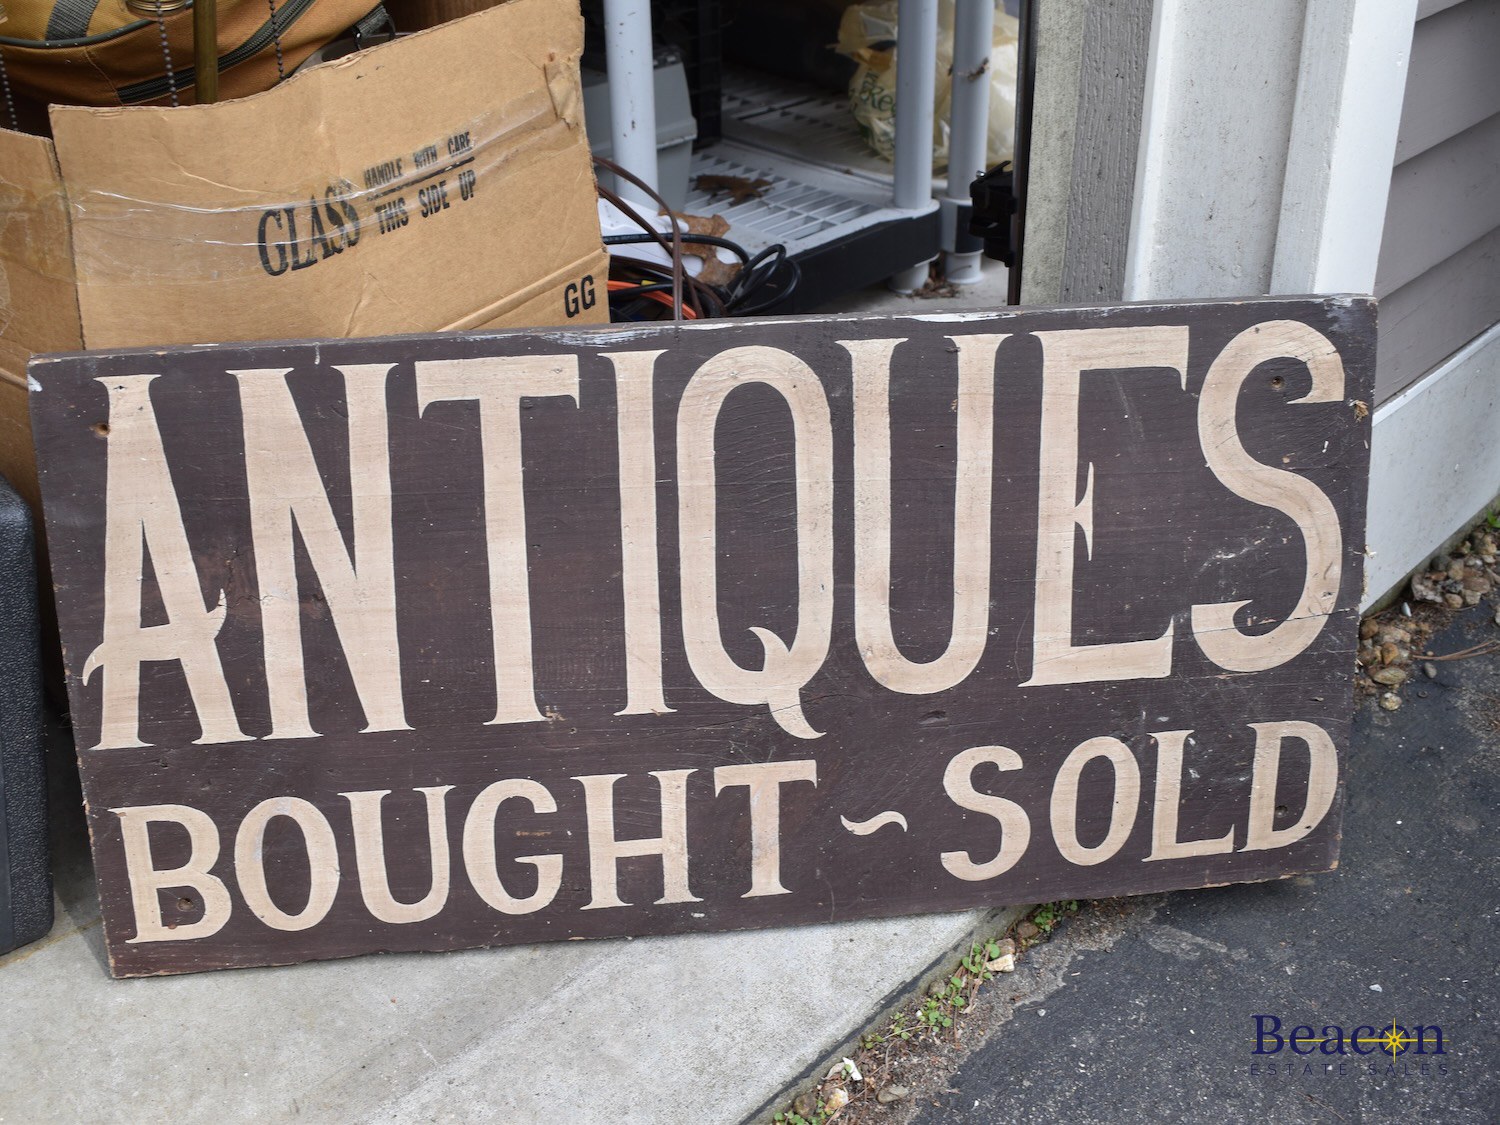 GLASS
HANDLE WITH CARE
THIS SIDE UP
GG
ANTIQUES
BOUGHT ~ SOLD
Beacon
ESTATE SALES